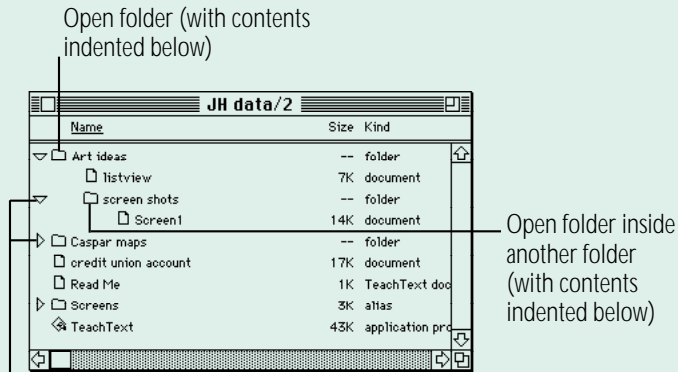 Open folder (with contents
indented below)
JH data/2
Name Size Kind
Art ideas -- folder
listview 7K document
screen shots -- folder
Screen1 14K document
Caspar maps -- folder
credit union account 17K document
Read Me 1K TeachText doc
Screens 3K alias
TeachText 43K application pro
Open folder inside
another folder
(with contents
indented below)